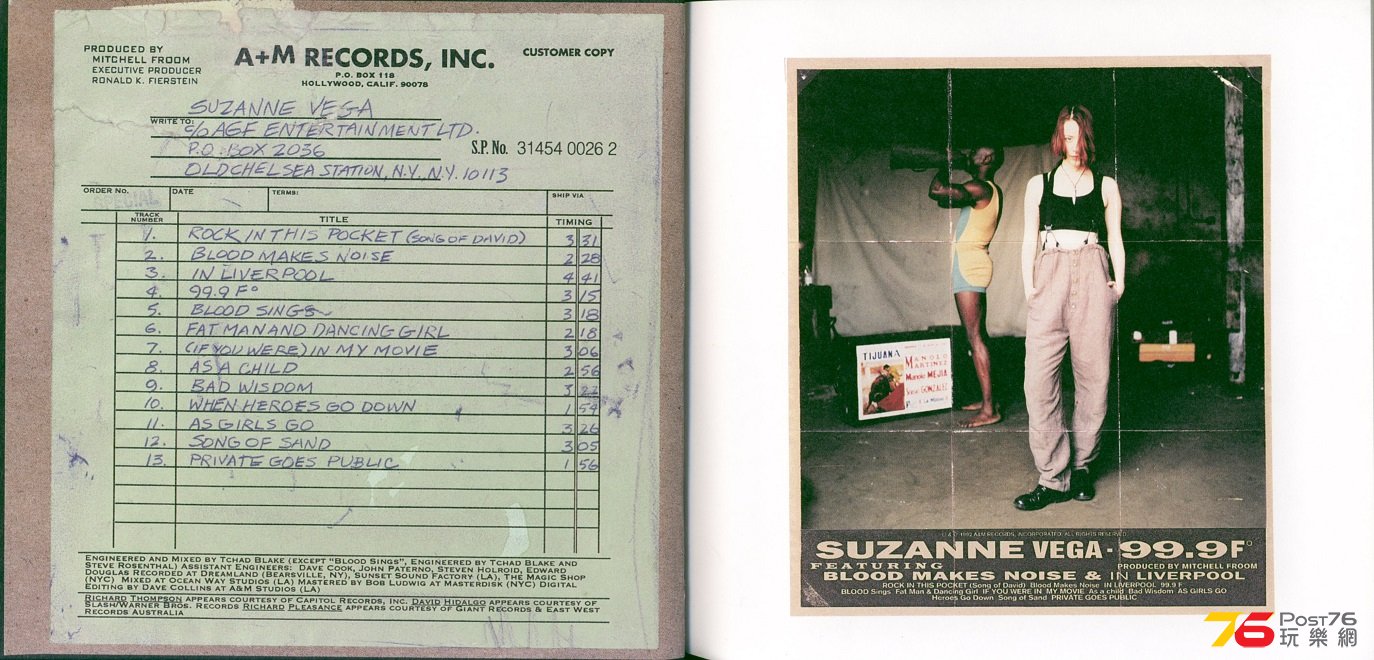 PRODUCED BY
MITCHELL FROOM
EXECUTIVE PRODUCER
RONALD K. FIERSTEIN
A+M RECORDS, INC.
P.O. BOX 118
HOLLYWOOD, CALIF. 90078
CUSTOMER COPY
SUZANNE VEGA
WRITE TO: c/o AGF ENTERTAINMENT LTD.
P.O. BOX 2036
OLD CHELSEA STATION, N.Y., N.Y. 10113
S.P. No. 31454 0026 2
ORDER No. DATE TERMS: SHIP VIA
SPECIAL
TRACK NUMBER TITLE TIMING
1. ROCK IN THIS POCKET (SONG OF DAVID) 3 31
2. BLOOD MAKES NOISE 2 28
3. IN LIVERPOOL 4 41
4. 99.9 F° 3 15
5. BLOOD SINGS 3 18
6. FAT MAN AND DANCING GIRL 2 18
7. (IF YOU WERE) IN MY MOVIE 3 06
8. AS A CHILD 2 56
9. BAD WISDOM 3
10. WHEN HEROES GO DOWN 1 54
11. AS GIRLS GO 3 26
12. SONG OF SAND 3 05
13. PRIVATE GOES PUBLIC 1 56
ENGINEERED AND MIXED BY TCHAD BLAKE (EXCEPT "BLOOD SINGS", ENGINEERED BY TCHAD BLAKE AND
STEVE ROSENTHAL) ASSISTANT ENGINEERS: DAVE COOK, JOHN PATERNO, STEVEN HOLROID, EDWARD
DOUGLAS RECORDED AT DREAMLAND (BEARSVILLE, NY), SUNSET SOUND FACTORY (LA), THE MAGIC SHOP
(NYC) MIXED AT OCEAN WAY STUDIOS (LA) MASTERED BY BOB LUDWIG AT MASTERDISK (NYC) DIGITAL
EDITING BY DAVE COLLINS AT A&M STUDIOS (LA)
RICHARD THOMPSON APPEARS COURTESY OF CAPITOL RECORDS, INC. DAVID HIDALGO APPEARS COURTESY OF
SLASH/WARNER BROS. RECORDS RICHARD PLEASANCE APPEARS COURTESY OF GIANT RECORDS & EAST WEST
RECORDS AUSTRALIA
TIJUANA
MANOLO
MARTINEZ
Manolo MEJIA
GONZALEZ
1992 A&M RECORDS, INCORPORATED. ALL RIGHTS RESERVED
SUZANNE VEGA - 99.9F°
FEATURING PRODUCED BY MITCHELL FROOM
BLOOD MAKES NOISE & IN LIVERPOOL
ROCK IN THIS POCKET (Song of David) Blood Makes Noise IN LIVERPOOL 99.9 F
BLOOD Sings Fat Man & Dancing Girl IF YOU WERE IN MY MOVIE As a child Bad Wisdom AS GIRLS GO
Heroes Go Down Song of Sand PRIVATE GOES PUBLIC
76 Post76
玩樂網